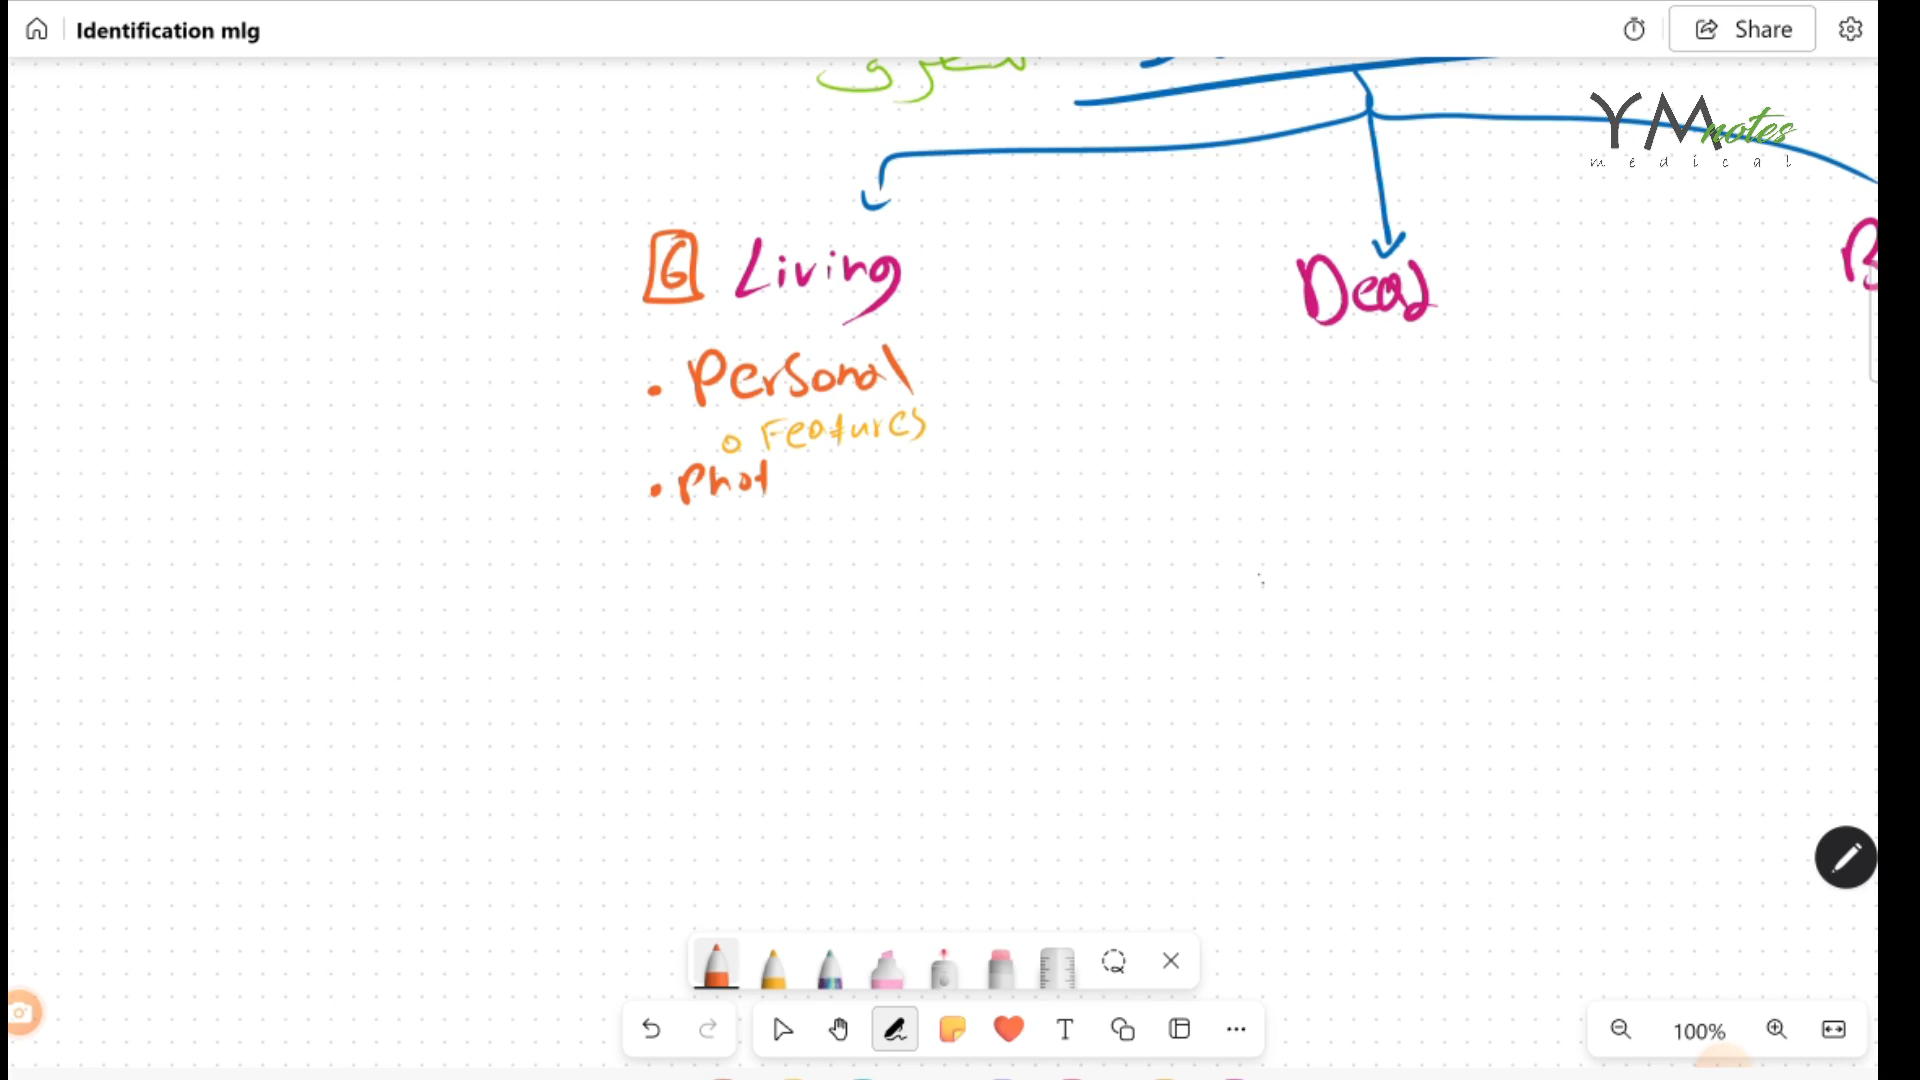 Identification mlg
Share
YM notes
medical
6 Living
Dead
• Personal
o Features
• Phot
T
100%